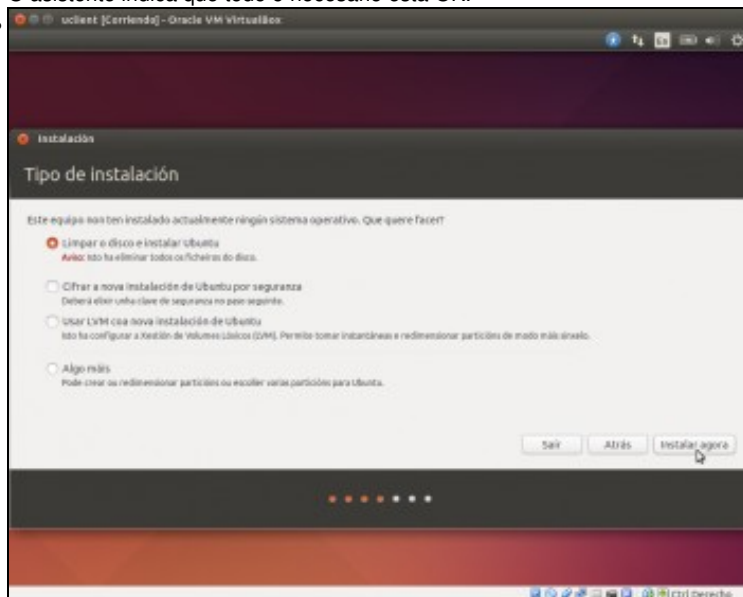 O asistente indica que todo o necesario está OK.
uclient [Corriendo] - Oracle VM VirtualBox
Es
Instalación
Tipo de instalación
Este equipo non ten instalado actualmente ningún sistema operativo. Que quere facer?
Limpar o disco e instalar Ubuntu
Aviso: isto ha eliminar todos os ficheiros do disco.
Cifrar a nova instalación de Ubuntu por seguranza
Deberá elixir unha clave de seguranza no paso seguinte.
Usar LVM coa nova instalación de Ubuntu
Isto ha configurar a Xestión de Volumes Lóxicos (LVM). Permite tomar instantáneas e redimensionar particións de modo máis sinxelo.
Algo máis
Pode crear ou redimensionar particións ou escoller varias particións para Ubuntu.
Saír
Atrás
Instalar agora
Ctrl Derecho